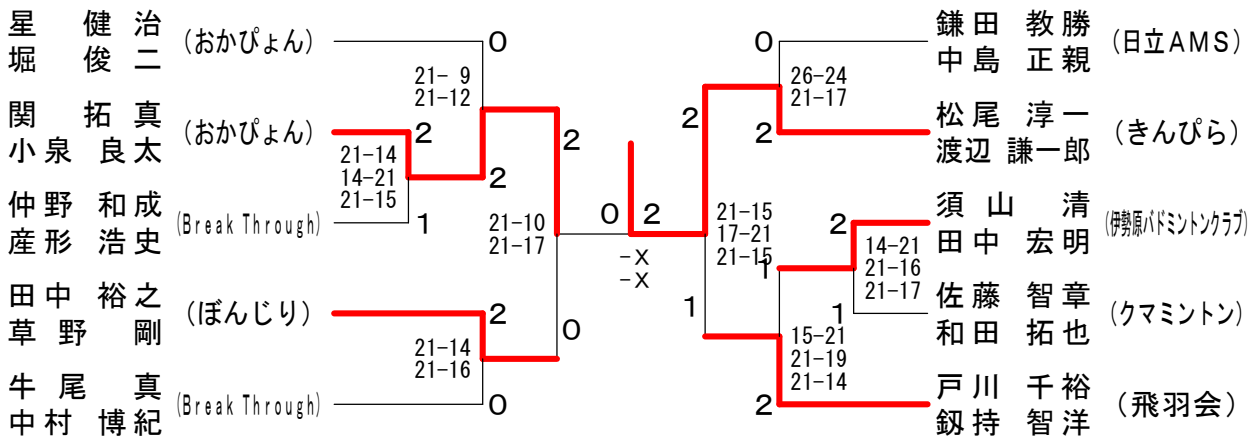 星 健治
堀 俊二
(おかぴょん)
0
21- 9
21-12
関 拓真
小泉 良太
(おかぴょん)
2
21-14
14-21
21-15
2
仲野 和成
産形 浩史
(Break Through)
1
2
21-10
21-17
田中 裕之
草野 剛
(ぼんじり)
2
21-14
21-16
0
牛尾 真
中村 博紀
(Break Through)
0
0
2
-X
-X
鎌田 教勝
中島 正親
(日立AMS)
0
26-24
21-17
2
松尾 淳一
渡辺 謙一郎
(きんぴら)
2
21-15
17-21
21-15
須山 清
田中 宏明
(伊勢原バドミントンクラブ)
2
14-21
21-16
21-17
1
佐藤 智章
和田 拓也
(クマミントン)
1
1
15-21
21-19
21-14
戸川 千裕
釼持 智洋
(飛羽会)
2